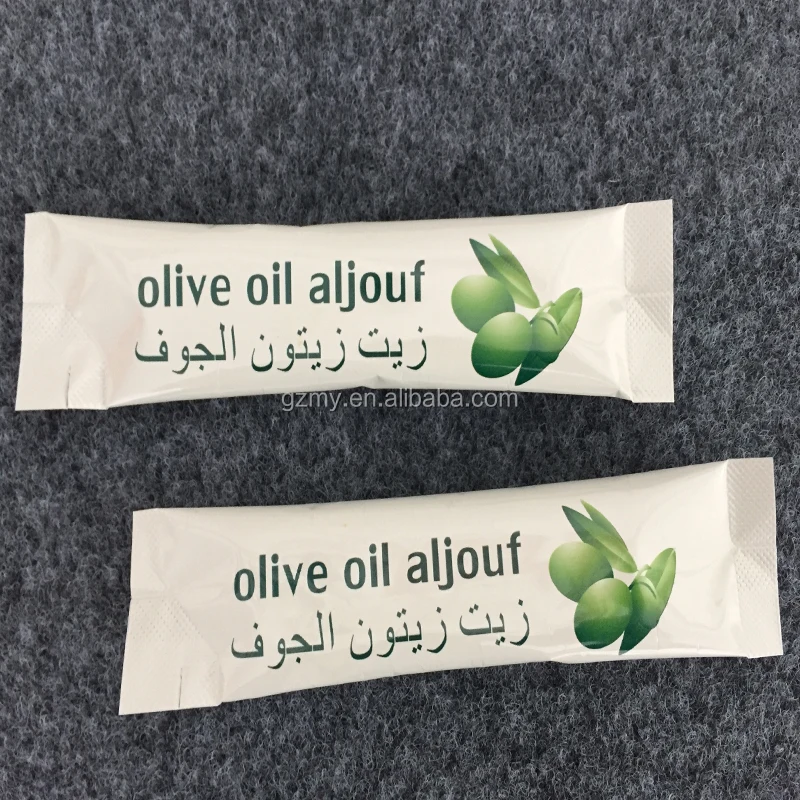 olive oil aljouf
زيت زيتون الجوف
gzmy.en.alibaba.com
olive oil aljouf
زيت زيتون الجوف